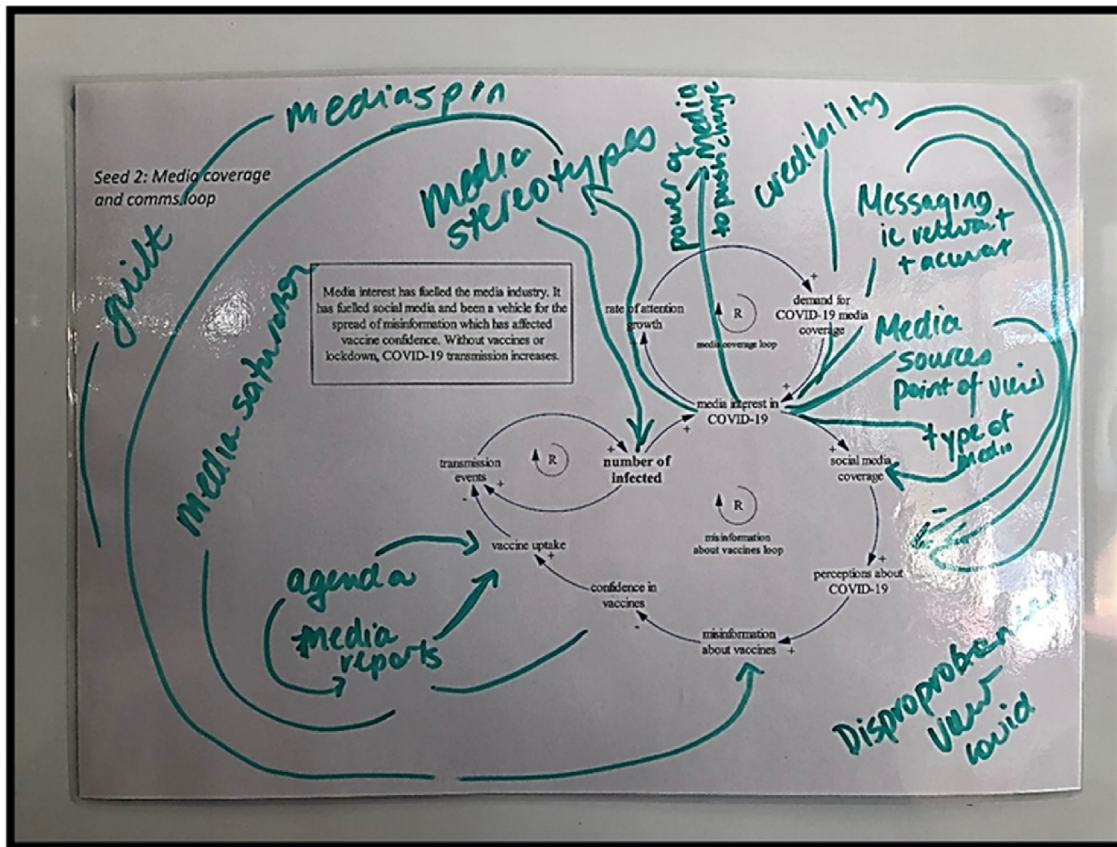 mediaspin
Seed 2: Media coverage
and comms loop
guilt
media
stereotypes
power of Media
to push change
credibility
Messaging
ie relevant
+ accurat
Media interest has fuelled the media industry. It
has fuelled social media and been a vehicle for the
spread of misinformation which has affected
vaccine confidence. Without vaccines or
lockdown, COVID-19 transmission increases.
media saturation
rate of attention
growth
R
media coverage loop
+
demand for
COVID-19 media
coverage
Media
sources
point of view
type of
media
+
media interest in
COVID-19
+
transmission
events
+
-
R
+
number of
infected
social media
coverage
R
misinformation
about vaccines loop
-
vaccine uptake
+
agenda
media
reports
confidence in
vaccines
-
+
perceptions about
COVID-19
misinformation
about vaccines
+
view
covid